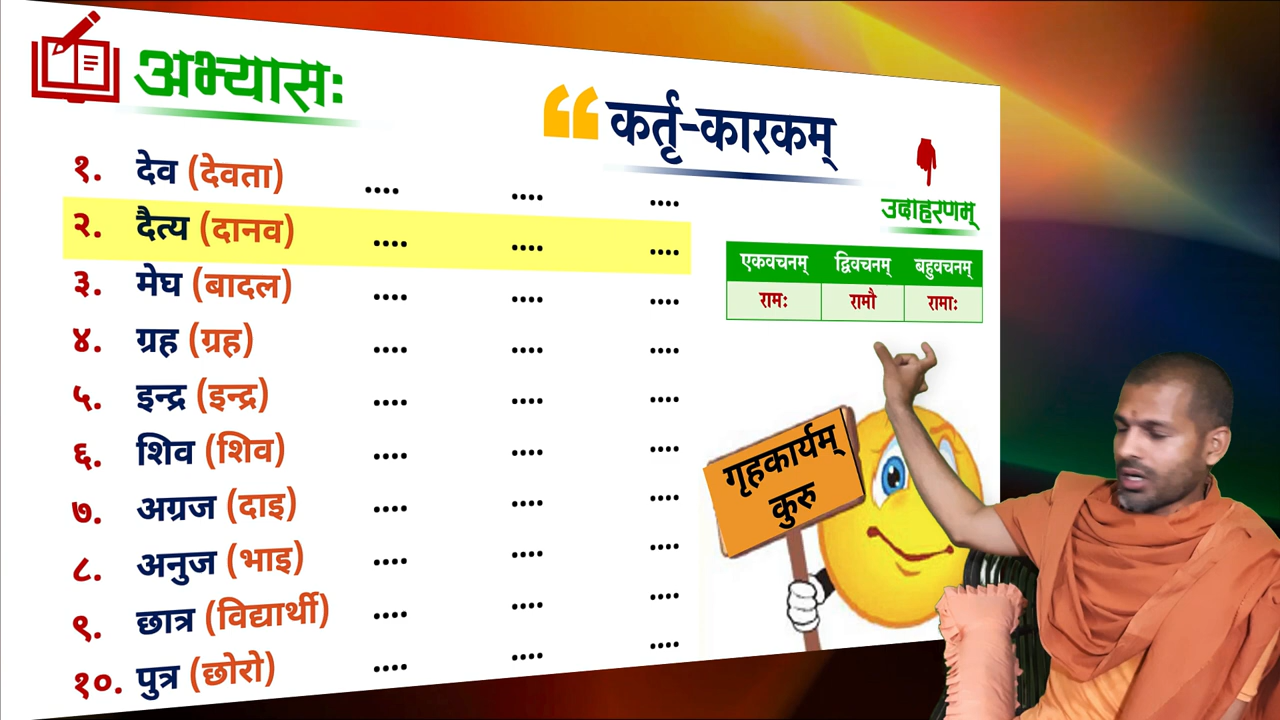 अभ्यासः
“ कर्तृ-कारकम्
उदाहरणम्
एकवचनम् द्विवचनम् बहुवचनम्
रामः रामौ रामाः
१. देव (देवता) .... .... ....
२. दैत्य (दानव) .... .... ....
३. मेघ (बादल) .... .... ....
४. ग्रह (ग्रह) .... .... ....
५. इन्द्र (इन्द्र) .... .... ....
६. शिव (शिव) .... .... ....
७. अग्रज (दाइ) .... .... ....
८. अनुज (भाइ) .... .... ....
९. छात्र (विद्यार्थी) .... .... ....
१०. पुत्र (छोरो) .... .... ....
गृहकार्यम्
कुरु